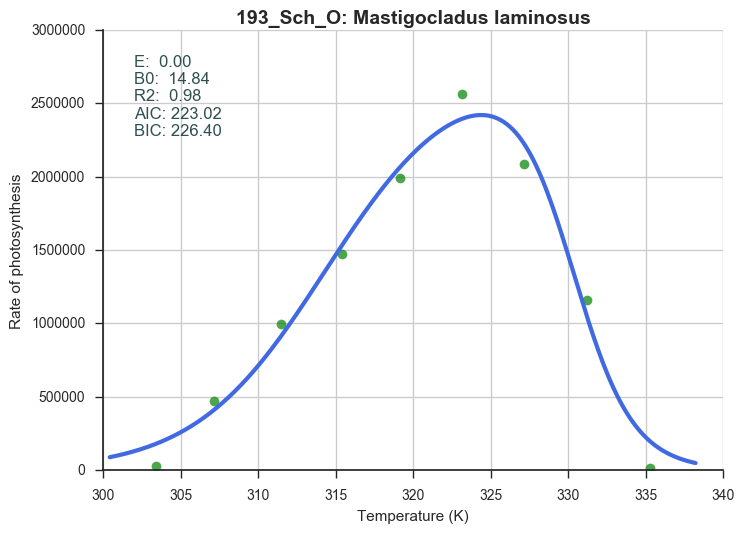 193_Sch_O: Mastigocladus laminosus
3000000
2500000
2000000
1500000
1000000
500000
0
E:  0.00
B0:  14.84
R2:  0.98
AIC: 223.02
BIC: 226.40
Rate of photosynthesis
300 305 310 315 320 325 330 335 340
Temperature (K)